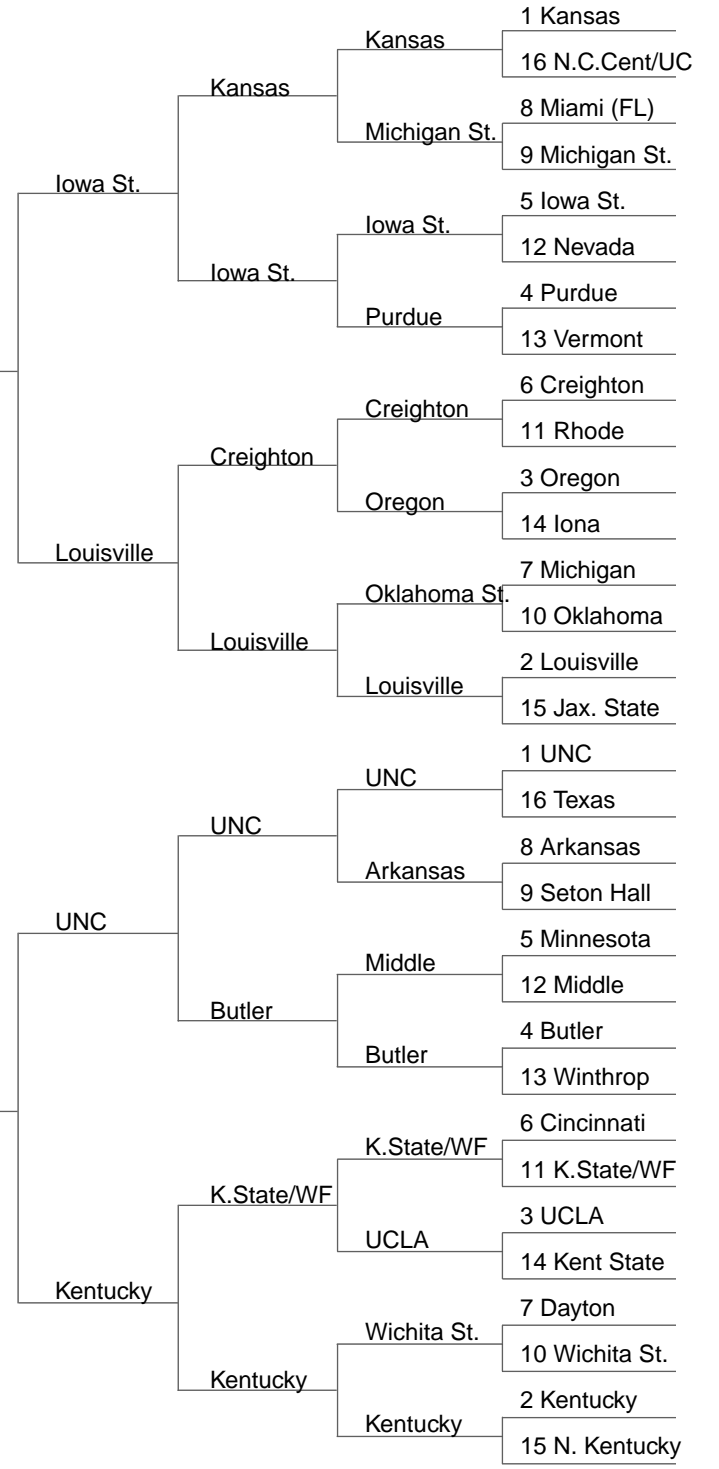 1 Kansas
Kansas
16 N.C.Cent/UC
Kansas
8 Miami (FL)
Michigan St.
9 Michigan St.
Iowa St.
5 Iowa St.
Iowa St.
12 Nevada
Iowa St.
4 Purdue
Purdue
13 Vermont
6 Creighton
Creighton
11 Rhode
Creighton
3 Oregon
Oregon
14 Iona
Louisville
7 Michigan
Oklahoma St.
10 Oklahoma
Louisville
2 Louisville
Louisville
15 Jax. State
1 UNC
UNC
16 Texas
UNC
8 Arkansas
Arkansas
9 Seton Hall
UNC
5 Minnesota
Middle
12 Middle
Butler
4 Butler
Butler
13 Winthrop
6 Cincinnati
K.State/WF
11 K.State/WF
K.State/WF
3 UCLA
UCLA
14 Kent State
Kentucky
7 Dayton
Wichita St.
10 Wichita St.
Kentucky
2 Kentucky
Kentucky
15 N. Kentucky